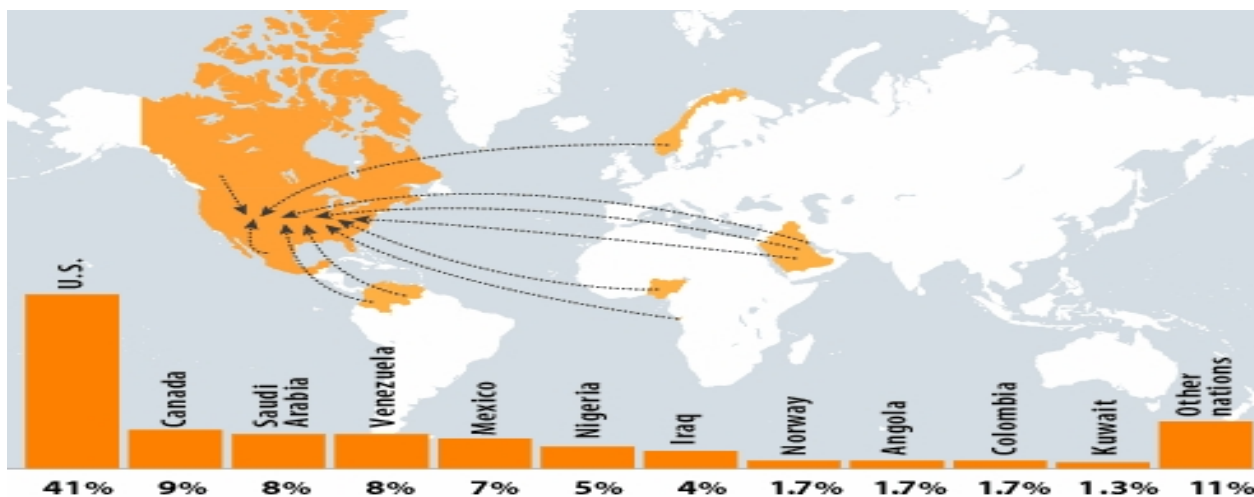 U.S.
Canada
Saudi
Arabia
Venezuela
Mexico
Nigeria
Iraq
Norway
Angola
Colombia
Kuwait
Other
nations
41% 9% 8% 8% 7% 5% 4% 1.7% 1.7% 1.7% 1.3% 11%